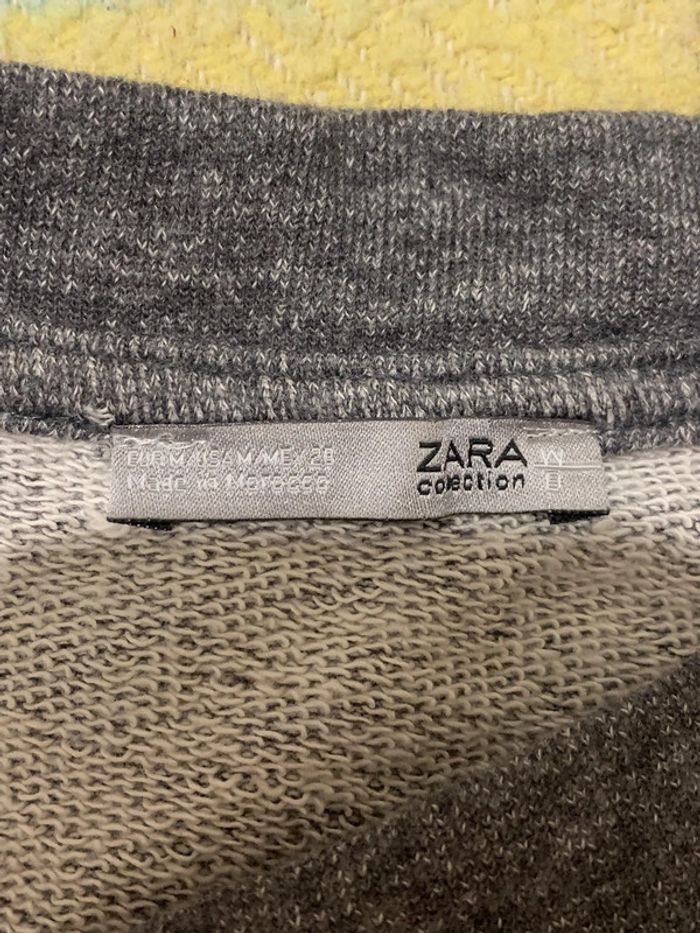 EUR M/USA M/MEX 28
Made in Morocco
ZARA
collection
W
B